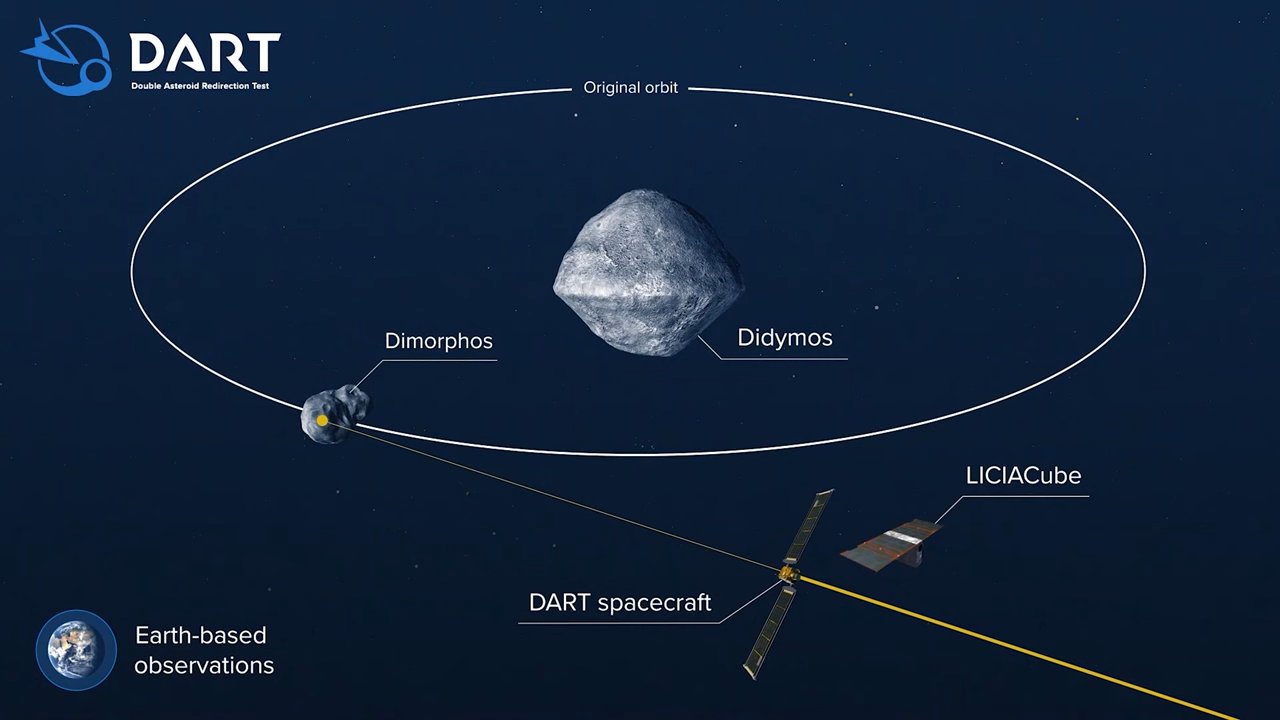 DART
Double Asteroid Redirection Test
Original orbit
Dimorphos
Didymos
LICIACube
DART spacecraft
Earth-based
observations